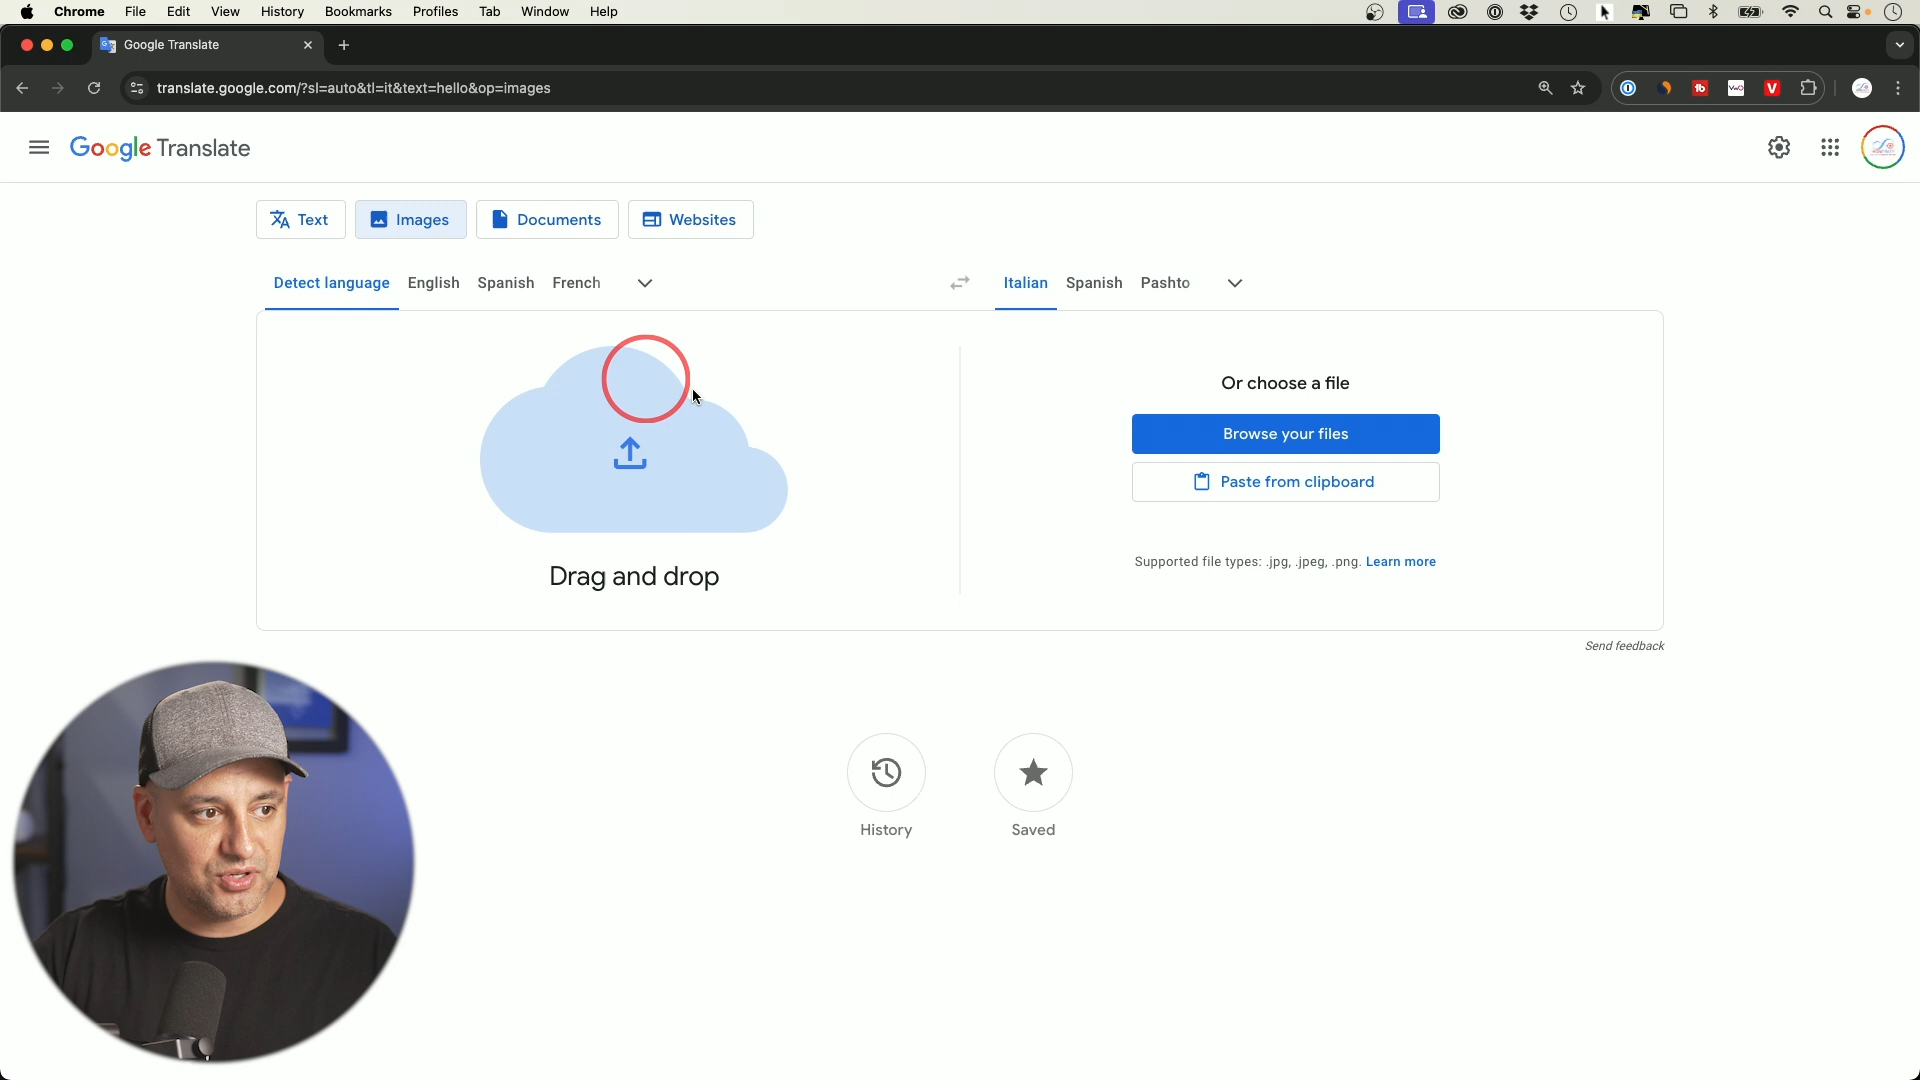 Chrome File Edit View History Bookmarks Profiles Tab Window Help
Google Translate
translate.google.com/?sl=auto&tl=it&text=hello&op=images
Google Translate
Text Images Documents Websites
Detect language English Spanish French
Italian Spanish Pashto
Or choose a file
Browse your files
Paste from clipboard
Supported file types: .jpg, .jpeg, .png. Learn more
Drag and drop
Send feedback
History Saved